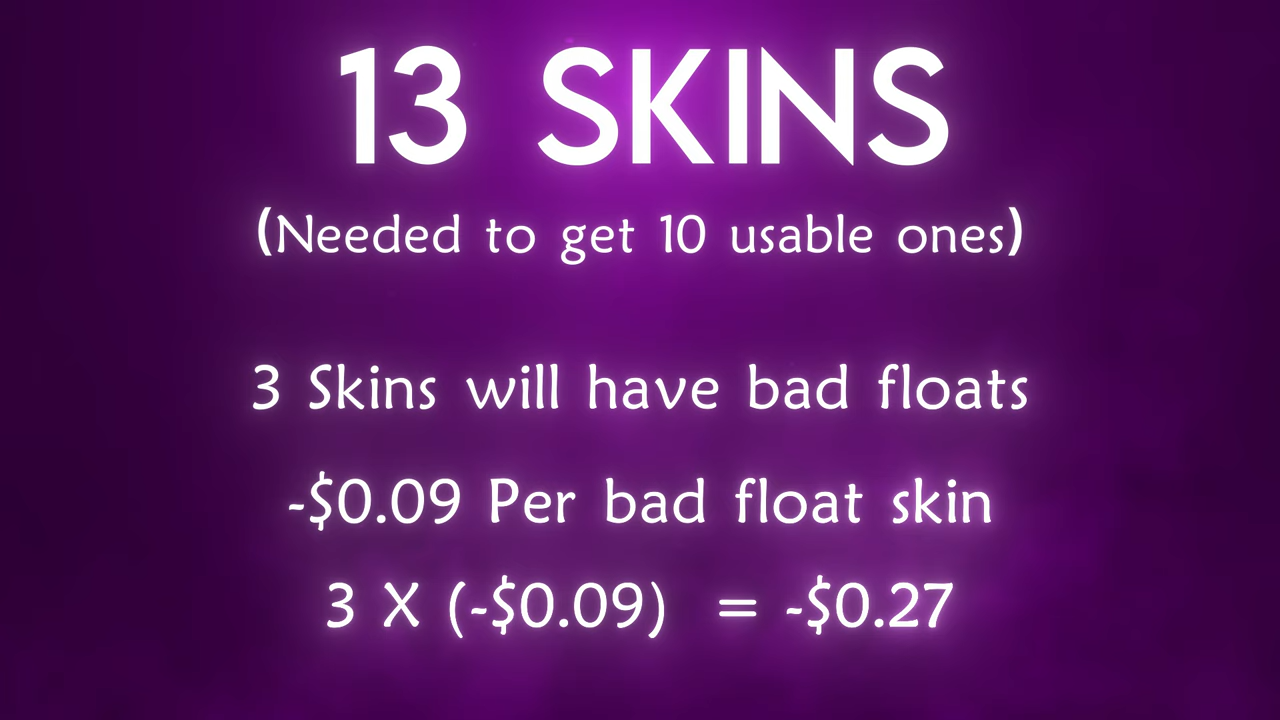 13 SKINS
(Needed to get 10 usable ones)
3 Skins will have bad floats
-$0.09 Per bad float skin
3 X (-$0.09) = -$0.27